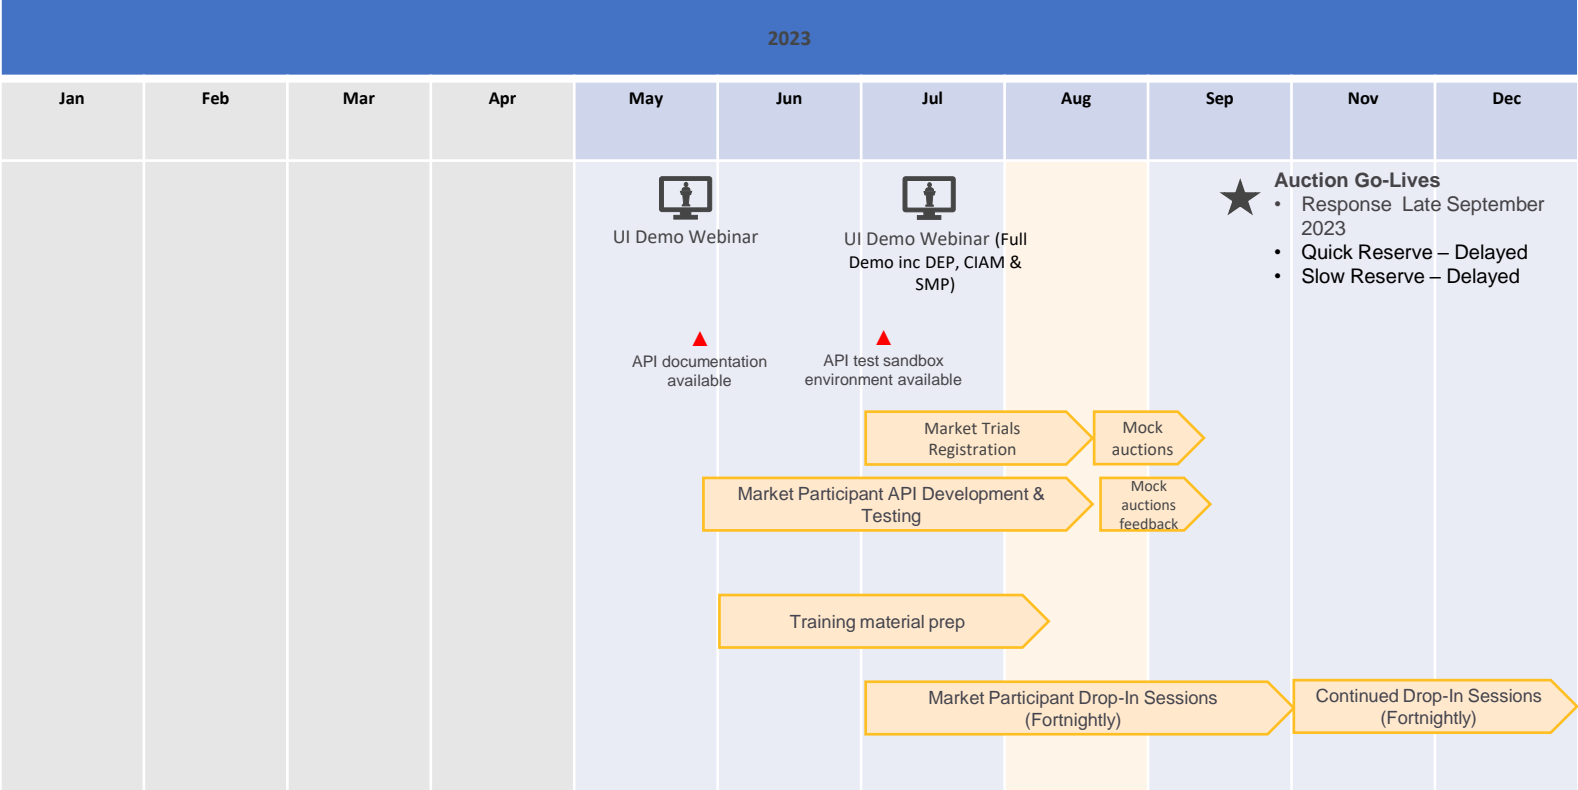 2023
Jan
Feb
Mar
Apr
May
Jun
Jul
Aug
Sep
Nov
Dec
UI Demo Webinar
UI Demo Webinar (Full
Demo inc DEP, CIAM &
SMP)
Auction Go-Lives
• Response Late September
2023
• Quick Reserve – Delayed
• Slow Reserve – Delayed
API documentation
available
API test sandbox
environment available
Market Trials
Registration
Mock
auctions
Market Participant API Development &
Testing
Mock
auctions
feedback
Training material prep
Market Participant Drop-In Sessions
(Fortnightly)
Continued Drop-In Sessions
(Fortnightly)